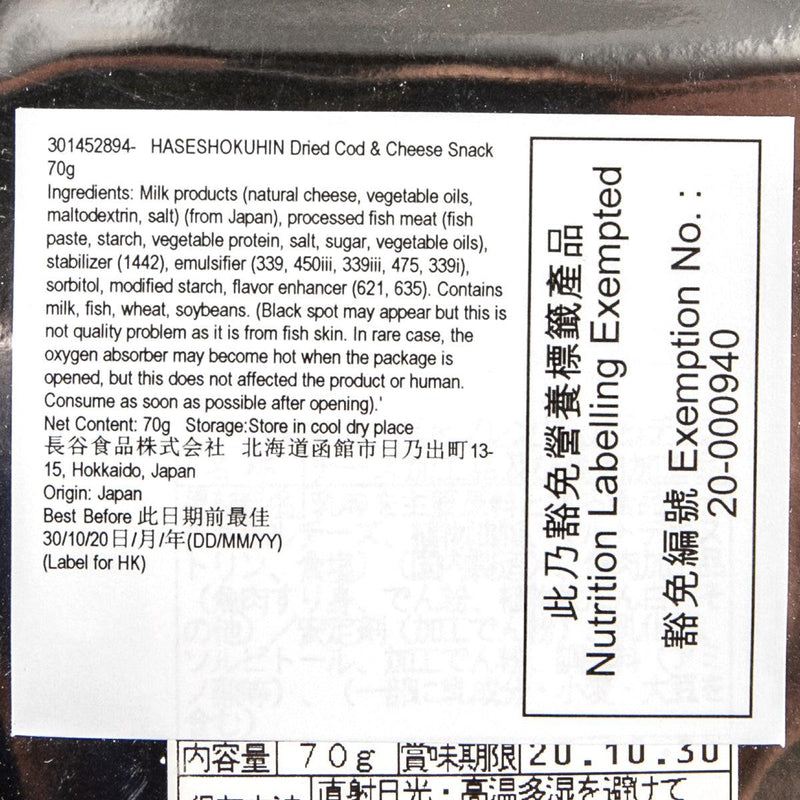 301452894- HASESHOKUHIN Dried Cod & Cheese Snack
70g
Ingredients: Milk products (natural cheese, vegetable oils,
maltodextrin, salt) (from Japan), processed fish meat (fish
paste, starch, vegetable protein, salt, sugar, vegetable oils),
stabilizer (1442), emulsifier (339, 450iii, 339iii, 475, 339i),
sorbitol, modified starch, flavor enhancer (621, 635). Contains
milk, fish, wheat, soybeans. (Black spot may appear but this is
not quality problem as it is from fish skin. In rare case, the
oxygen absorber may become hot when the package is
opened, but this does not affected the product or human.
Consume as soon as possible after opening).'
Net Content: 70g Storage:Store in cool dry place
長谷食品株式会社 北海道函館市日乃出町13-
15, Hokkaido, Japan
Origin: Japan
Best Before 此日期前最佳
30/10/20日/月/年(DD/MM/YY)
(Label for HK)
此乃豁免營養標籤產品
Nutrition Labelling Exempted
豁免編號 Exemption No. :
20-000940
内容量 70g 賞味期限 20.10.30
直射日光・高温多湿を避けて